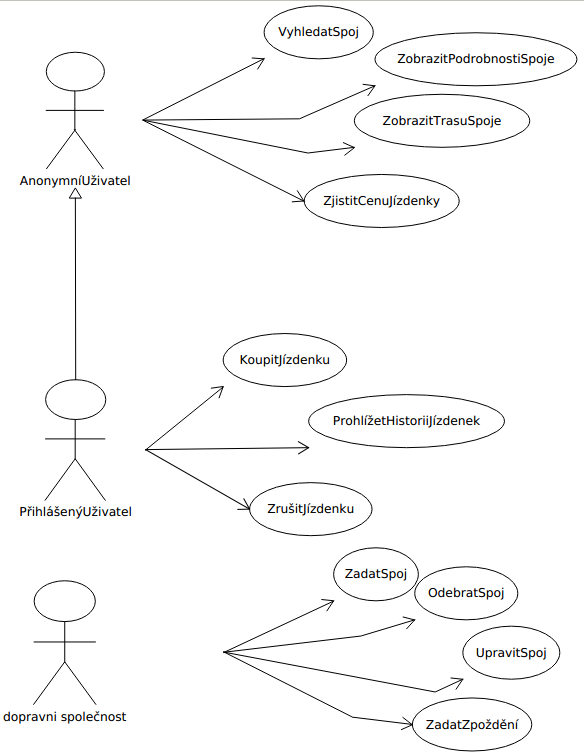 VyhledatSpoj
ZobrazitPodrobnostiSpoje
ZobrazitTrasuSpoje
AnonymníUživatel
ZjistitCenuJízdenky
KoupitJízdenku
ProhlížetHistoriiJízdenek
PřihlášenýUživatel
ZrušitJízdenku
ZadatSpoj
OdebratSpoj
UpravitSpoj
dopravni společnost
ZadatZpoždění